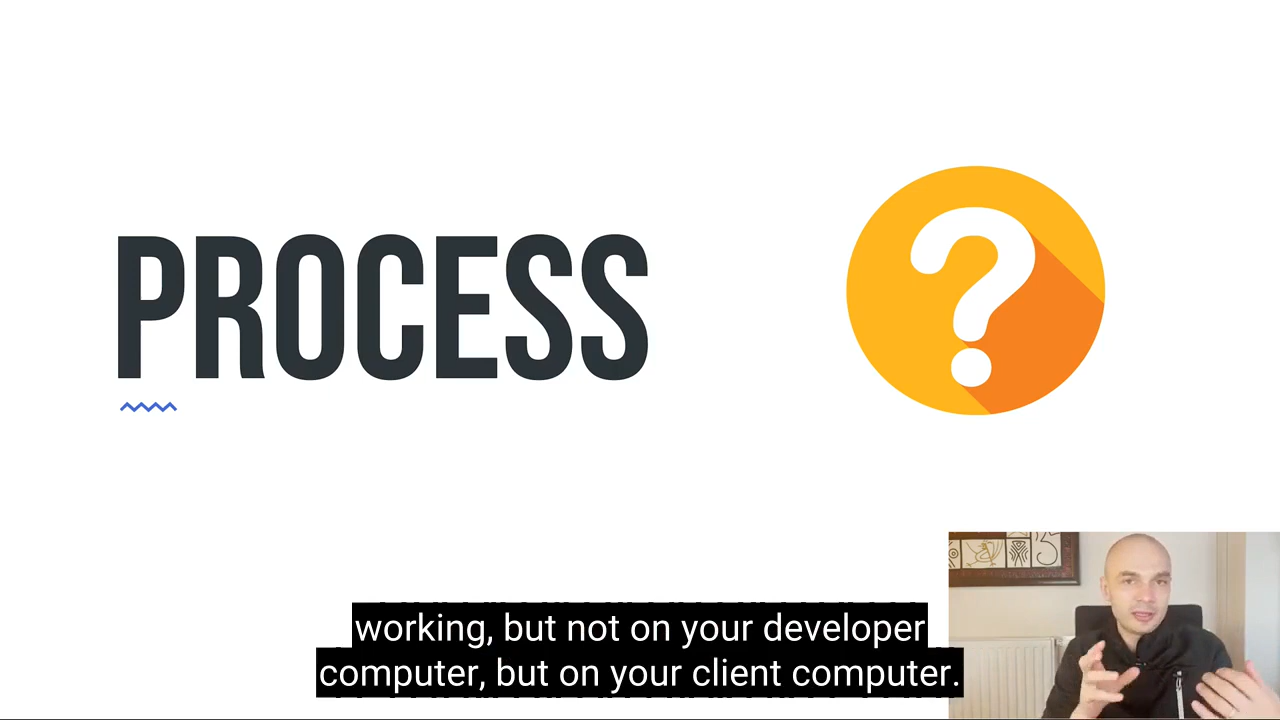 PROCESS
?
working, but not on your developer
computer, but on your client computer.